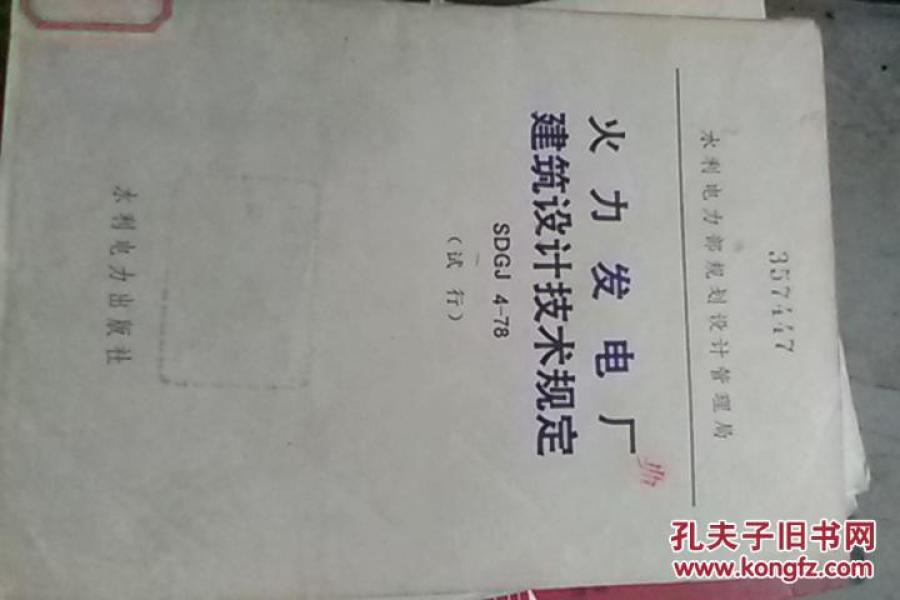 357447
水利电力部规划设计管理局
火力发电厂
建筑设计技术规定
SDGJ 4-78
（试行）
水利电力出版社
孔夫子旧书网
www.kongfz.com